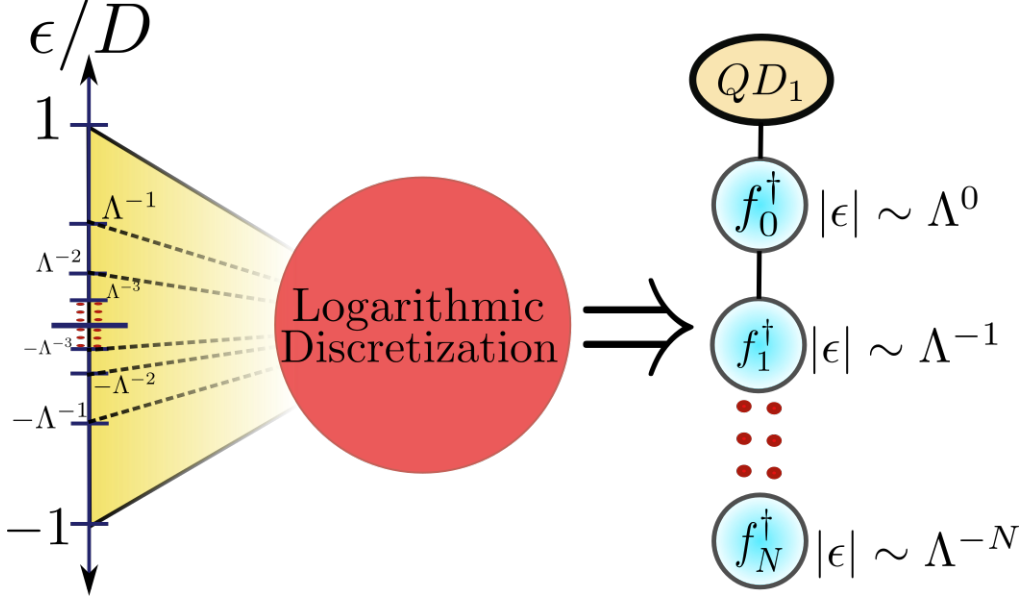 ϵ/D
1
Λ⁻¹
Λ⁻²
Λ⁻³
-Λ⁻³
-Λ⁻²
-Λ⁻¹
-1
Logarithmic
Discretization
QD₁
f₀† |ϵ| ∼ Λ⁰
f₁† |ϵ| ∼ Λ⁻¹
f_N† |ϵ| ∼ Λ⁻ᴺ